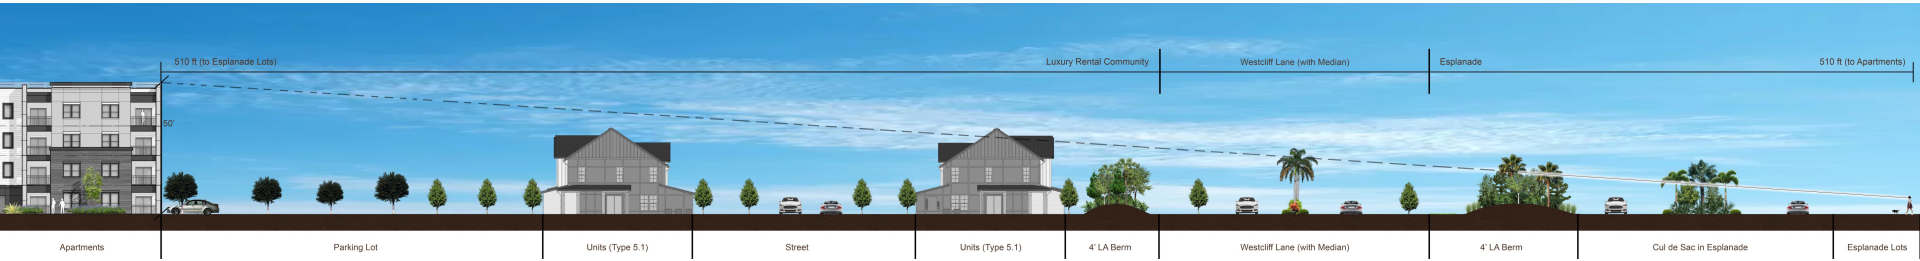 510 ft (to Esplanade Lots)
Luxury Rental Community
Westcliff Lane (with Median)
Esplanade
510 ft (to Apartments)
50'
Apartments
Parking Lot
Units (Type 5.1)
Street
Units (Type 5.1)
4' LA Berm
Westcliff Lane (with Median)
4' LA Berm
Cul de Sac in Esplanade
Esplanade Lots